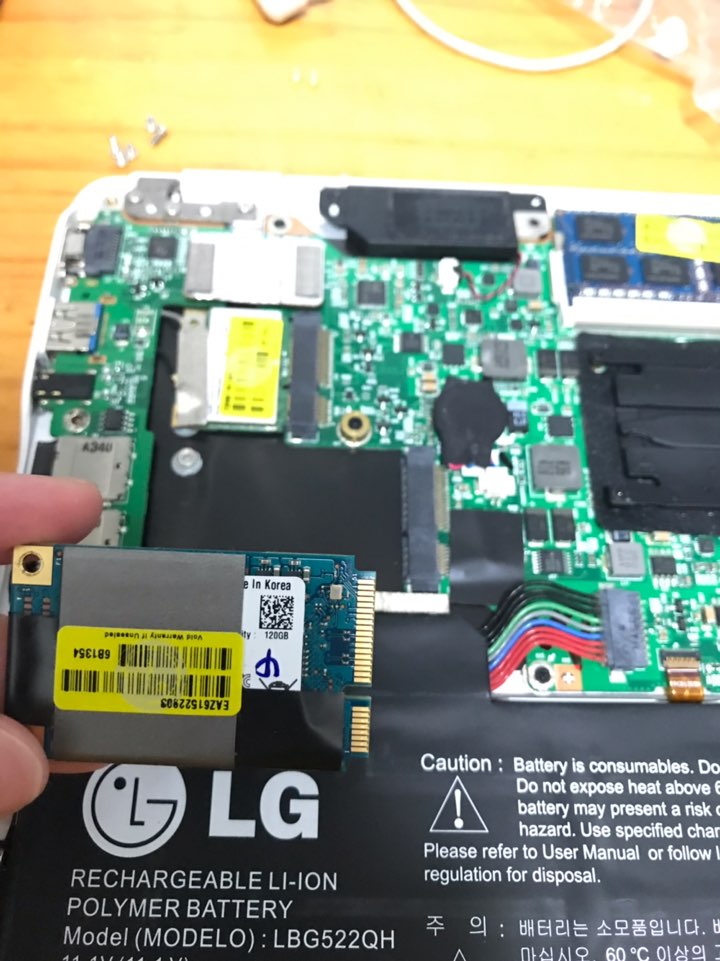 A340
e In Korea
ity : 120GB
Void Warranty if Unsealed
6B1354
EAZ61522803
LG
RECHARGEABLE LI-ION
POLYMER BATTERY
Model (MODELO) : LBG522QH
Caution : Battery is consumables. Do
Do not expose heat above 6
battery may present a risk o
hazard. Use specified char
Please refer to User Manual or follow l
regulation for disposal.
주 의 : 배터리는 소모품입니다. 
마십시오. 60 ℃ 이상의